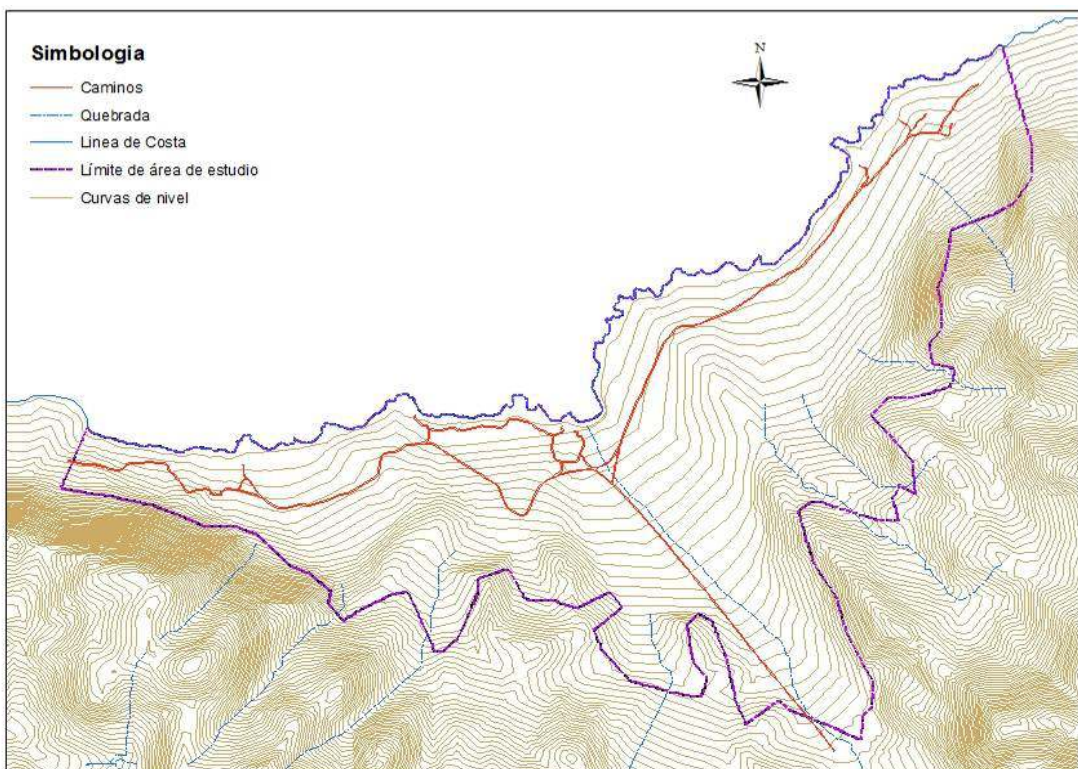 Simbologia
Caminos
Quebrada
Linea de Costa
Límite de área de estudio
Curvas de nivel
N